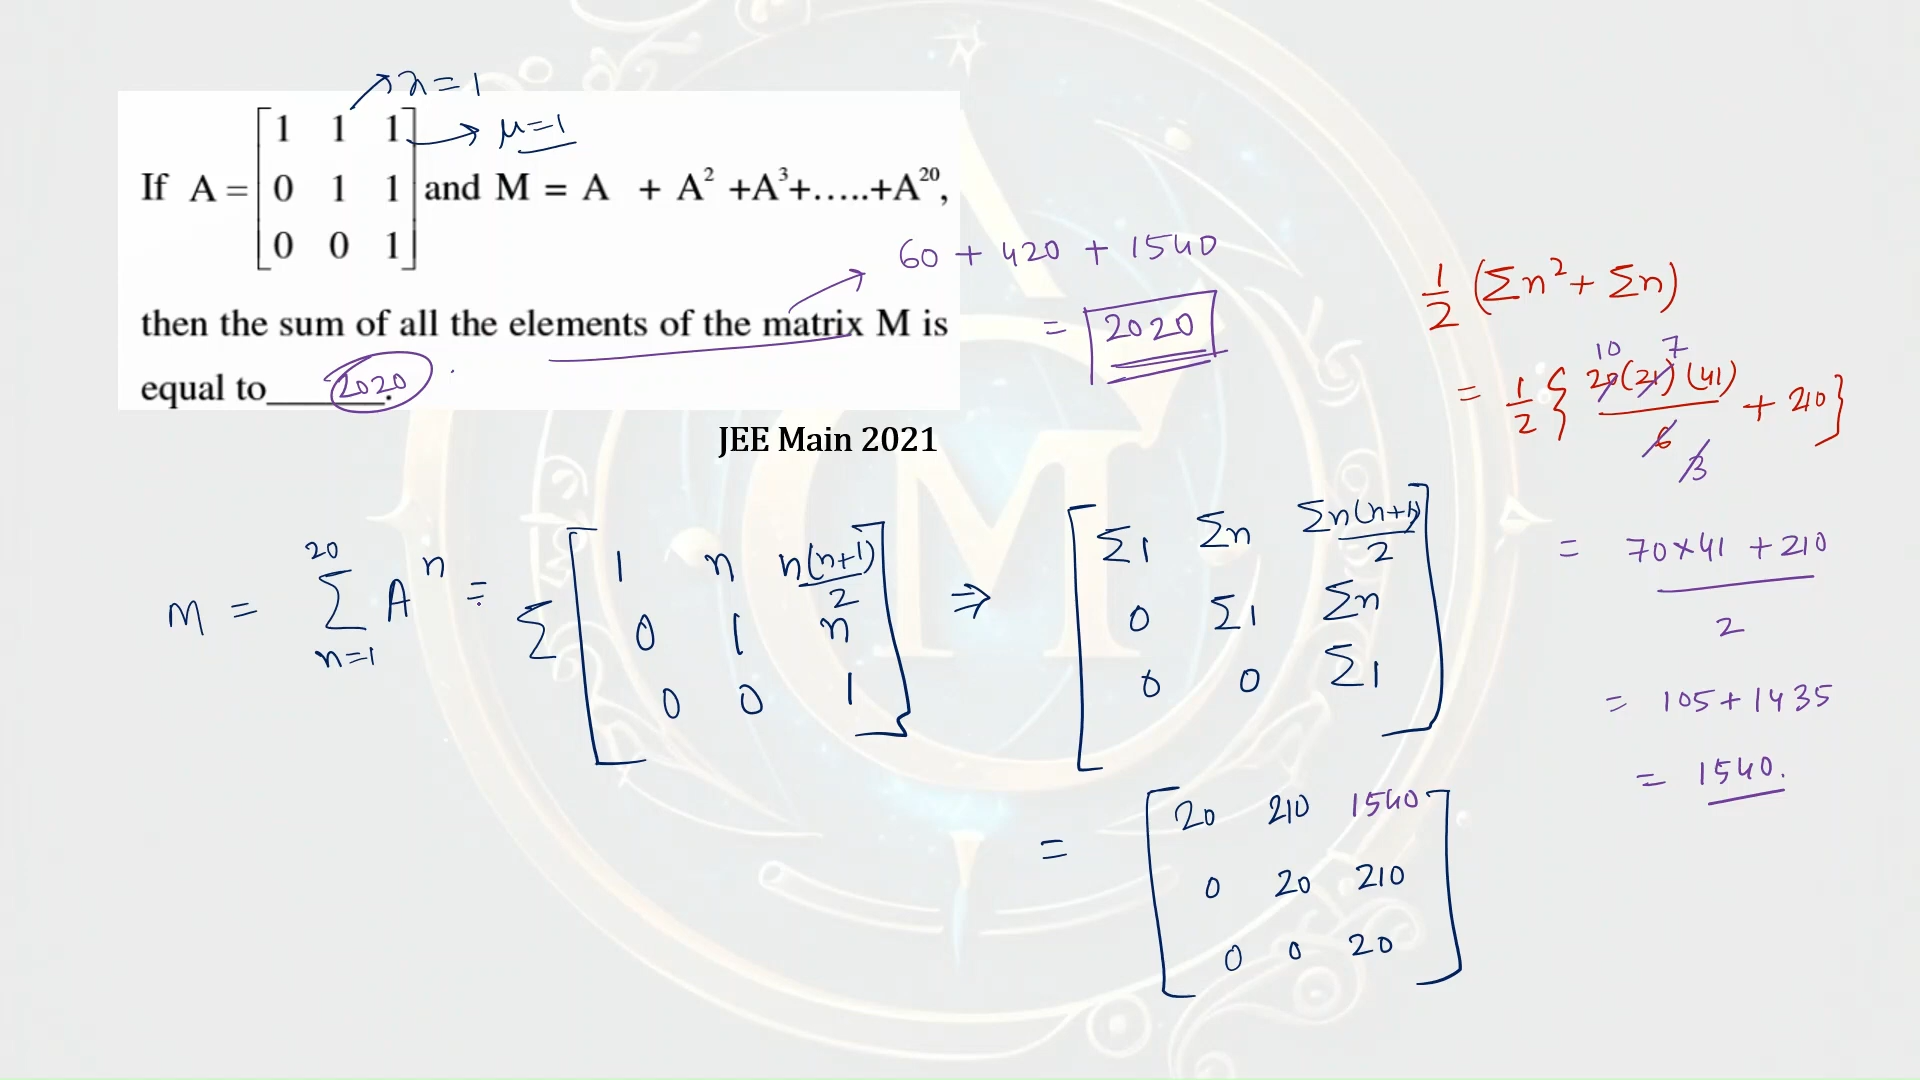 λ = 1
μ = 1
If A = [1 1 1
0 1 1
0 0 1] and M = A + A² +A³+…..+A²⁰,
then the sum of all the elements of the matrix M is
equal to______.
2020
60 + 420 + 1540
= 2020
JEE Main 2021
1/2 (Σn² + Σn)
= 1/2 { 20(21)(41)/6 + 210 }
10 7
3
= (70×41 + 210)/2
= 105 + 1435
= 1540.
M = Σ_{n=1}^{20} Aⁿ = Σ [1 n n(n+1)/2
0 1 n
0 0 1]
⇒ [Σ1 Σn Σn(n+1)/2
0 Σ1 Σn
0 0 Σ1]
= [20 210 1540
0 20 210
0 0 20]